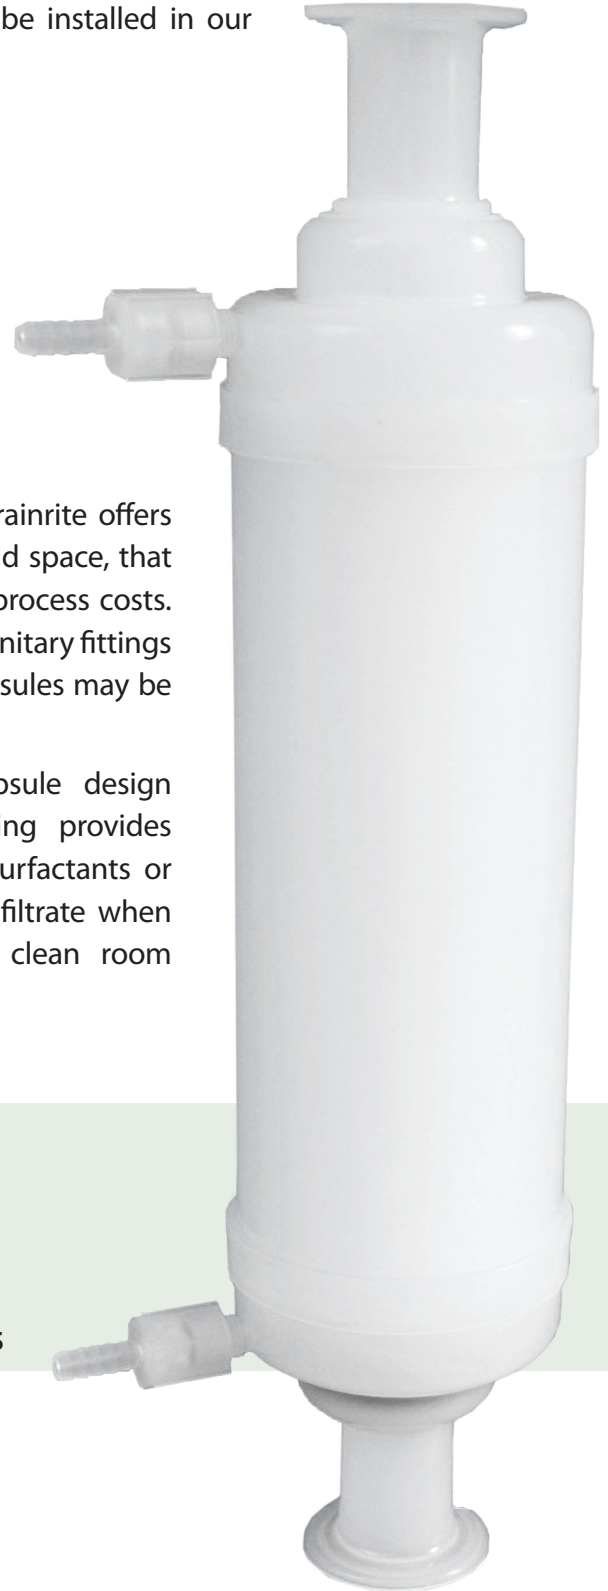 be installed in our
rainrite offers
d space, that
process costs.
nitary fittings
sules may be
psule design
ing provides
urfactants or
filtrate when
clean room
s